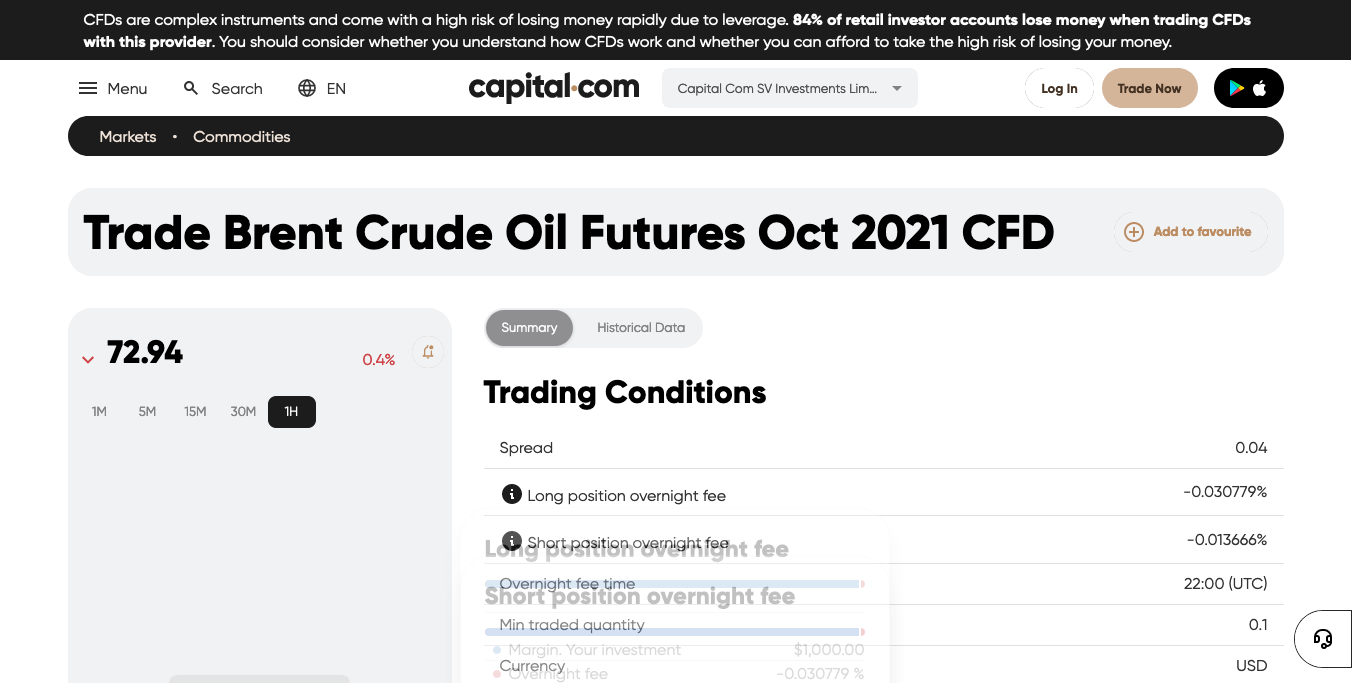 CFDs are complex instruments and come with a high risk of losing money rapidly due to leverage. 84% of retail investor accounts lose money when trading CFDs
with this provider. You should consider whether you understand how CFDs work and whether you can afford to take the high risk of losing your money.
Menu Search EN capital.com Capital Com SV Investments Lim... Log In Trade Now
Markets • Commodities
Trade Brent Crude Oil Futures Oct 2021 CFD Add to favourite
Summary Historical Data
72.94 0.4%
1M 5M 15M 30M 1H
Trading Conditions
Spread 0.04
Long position overnight fee -0.030779%
Short position overnight fee -0.013666%
Long position overnight fee
Overnight fee time 22:00 (UTC)
Short position overnight fee
Min traded quantity 0.1
Margin. Your investment $1,000.00
Currency USD
Overnight fee -0.030779 %